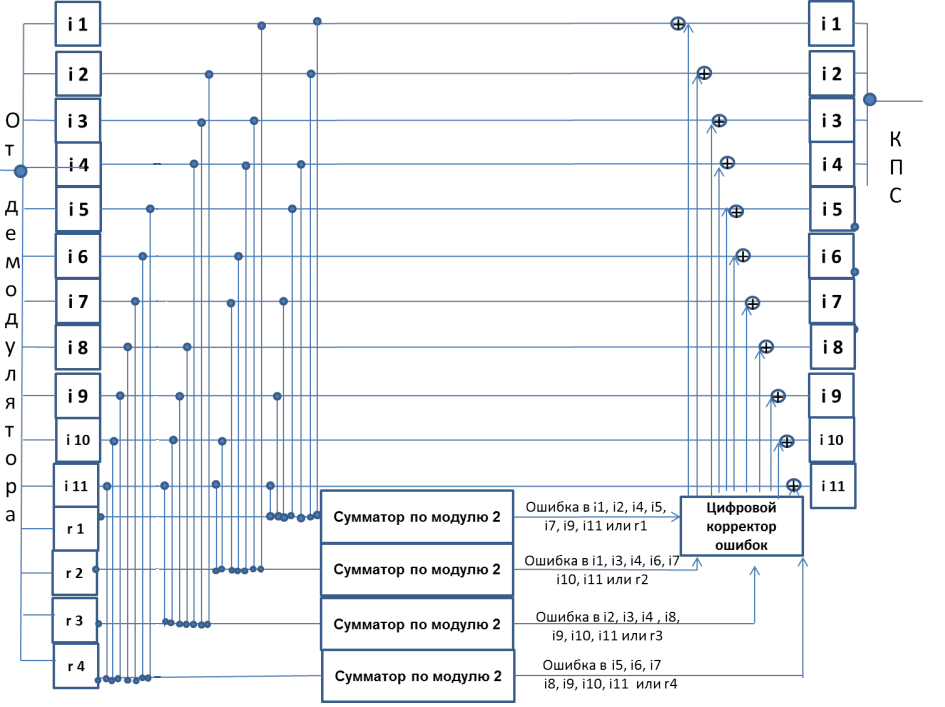 От демодулятора
i 1
i 2
i 3
i 4
i 5
i 6
i 7
i 8
i 9
i 10
i 11
r 1
r 2
r 3
r 4
Сумматор по модулю 2
Сумматор по модулю 2
Сумматор по модулю 2
Сумматор по модулю 2
Ошибка в i1, i2, i4, i5,
i7, i9, i11 или r1
Ошибка в i1, i3, i4, i6, i7
i10, i11 или r2
Ошибка в i2, i3, i4 , i8,
i9, i10, i11 или r3
Ошибка в i5, i6, i7
i8, i9, i10, i11 или r4
Цифровой
корректор
ошибок
i 1
i 2
i 3
i 4
i 5
i 6
i 7
i 8
i 9
i 10
i 11
КПС